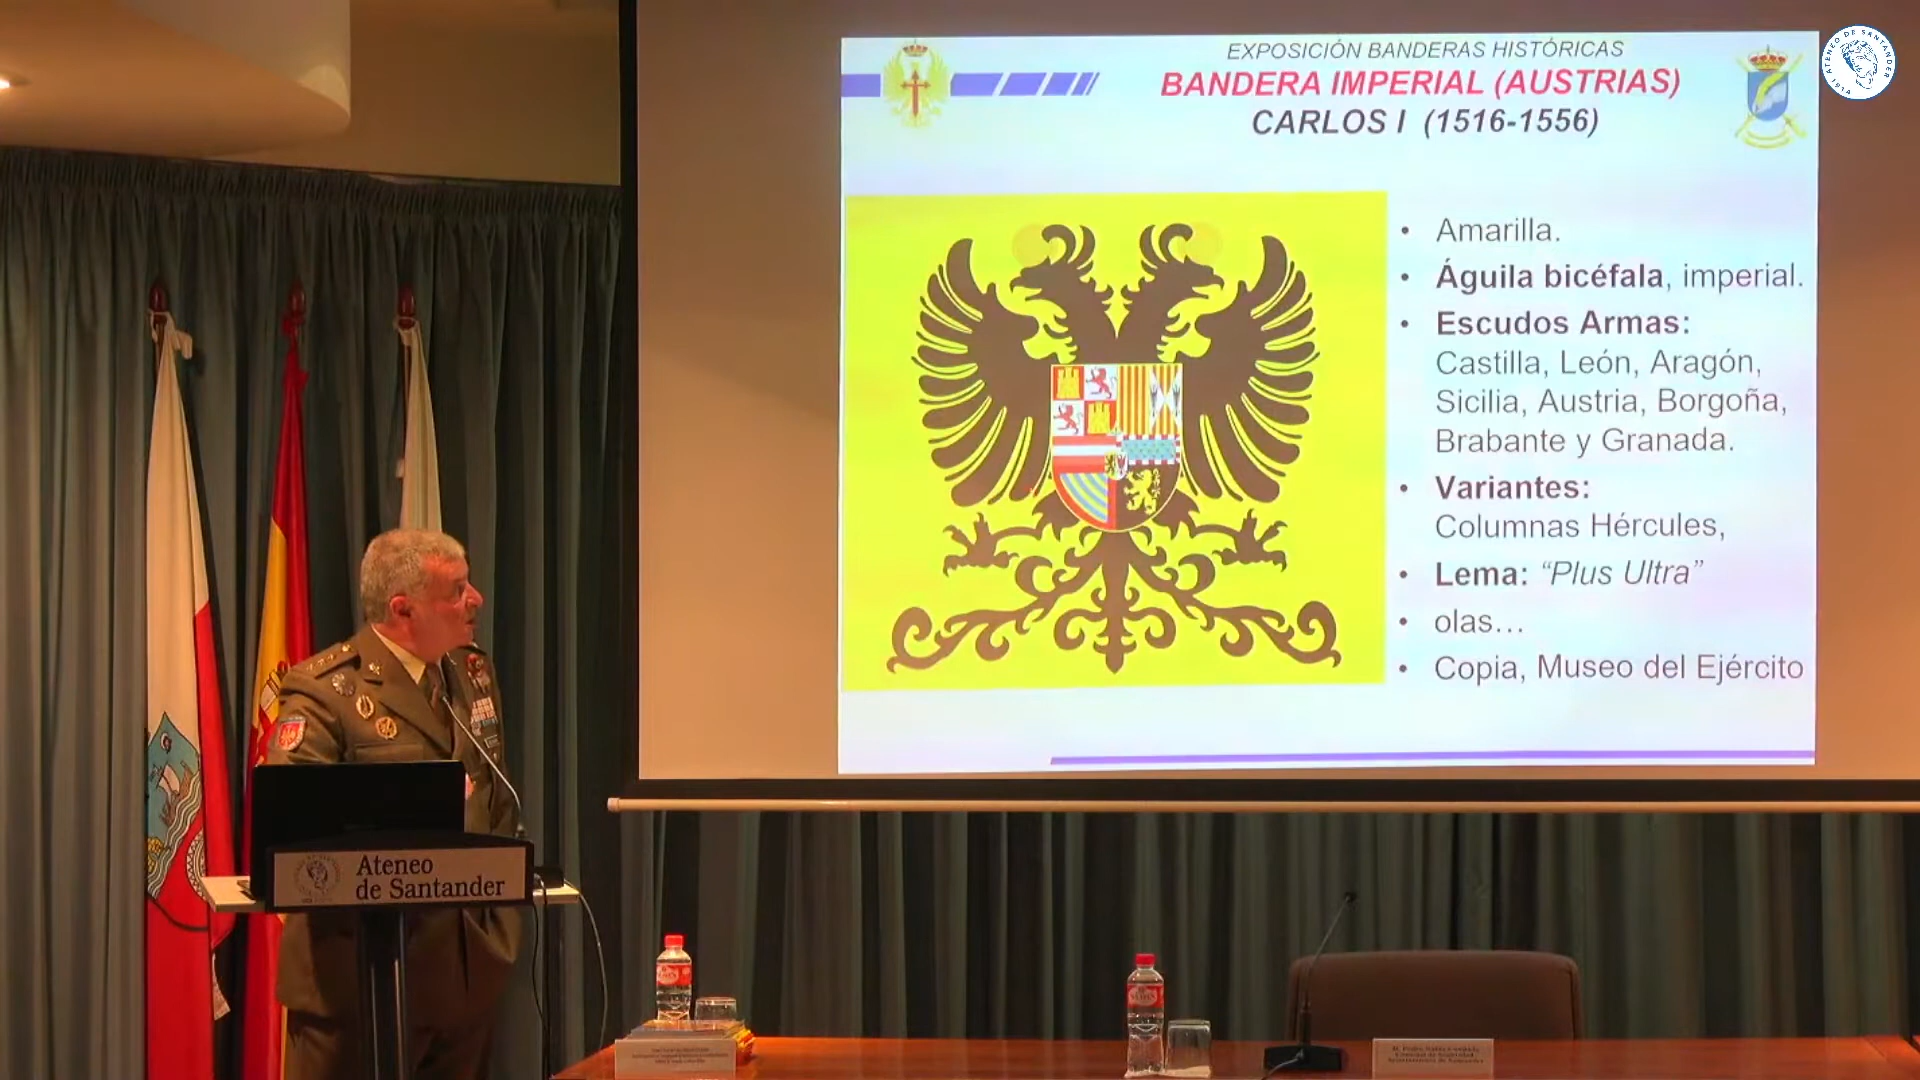 EXPOSICIÓN BANDERAS HISTÓRICAS
BANDERA IMPERIAL (AUSTRIAS)
CARLOS I (1516-1556)
ATENEO DE SANTANDER
1914
• Amarilla.
• Águila bicéfala, imperial.
• Escudos Armas:
Castilla, León, Aragón,
Sicilia, Austria, Borgoña,
Brabante y Granada.
• Variantes:
Columnas Hércules,
• Lema: “Plus Ultra”
• olas...
• Copia, Museo del Ejército
Ateneo
de Santander